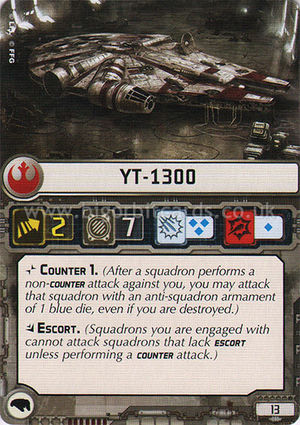 © LFL © FFG
YT-1300
2
7
COUNTER 1. (After a squadron performs a
non-COUNTER attack against you, you may attack
that squadron with an anti-squadron armament
of 1 blue die, even if you are destroyed.)
ESCORT. (Squadrons you are engaged with
cannot attack squadrons that lack ESCORT
unless performing a COUNTER attack.)
13